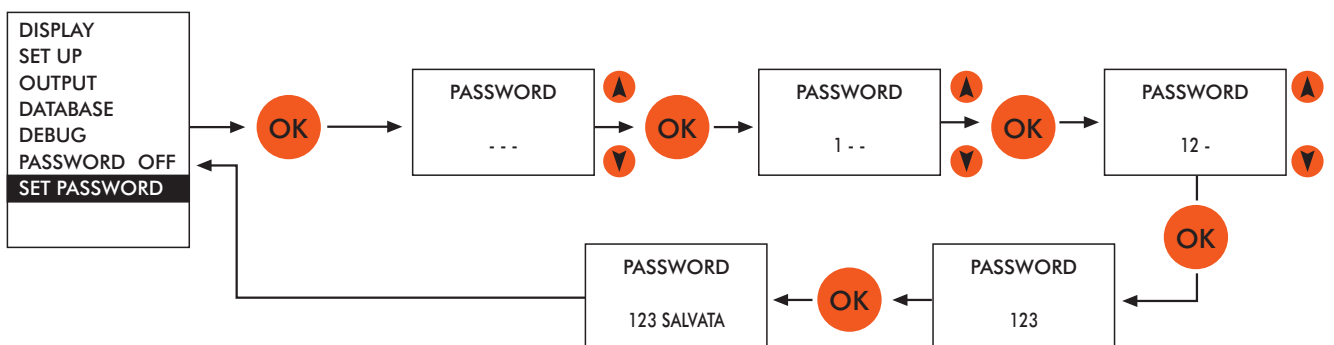 DISPLAY
SET UP
OUTPUT
DATABASE
DEBUG
PASSWORD OFF
SET PASSWORD
OK
PASSWORD
- - -
OK
PASSWORD
1 - -
OK
PASSWORD
12 -
OK
PASSWORD
123
OK
PASSWORD
123 SALVATA